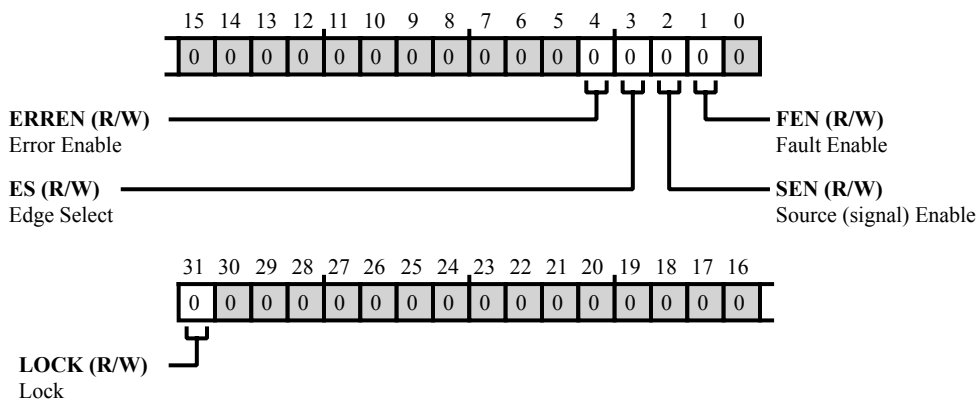 15 14 13 12 11 10 9 8 7 6 5 4 3 2 1 0
0 0 0 0 0 0 0 0 0 0 0 0 0 0 0 0
ERREN (R/W)
Error Enable
FEN (R/W)
Fault Enable
ES (R/W)
Edge Select
SEN (R/W)
Source (signal) Enable
31 30 29 28 27 26 25 24 23 22 21 20 19 18 17 16
0 0 0 0 0 0 0 0 0 0 0 0 0 0 0 0
LOCK (R/W)
Lock